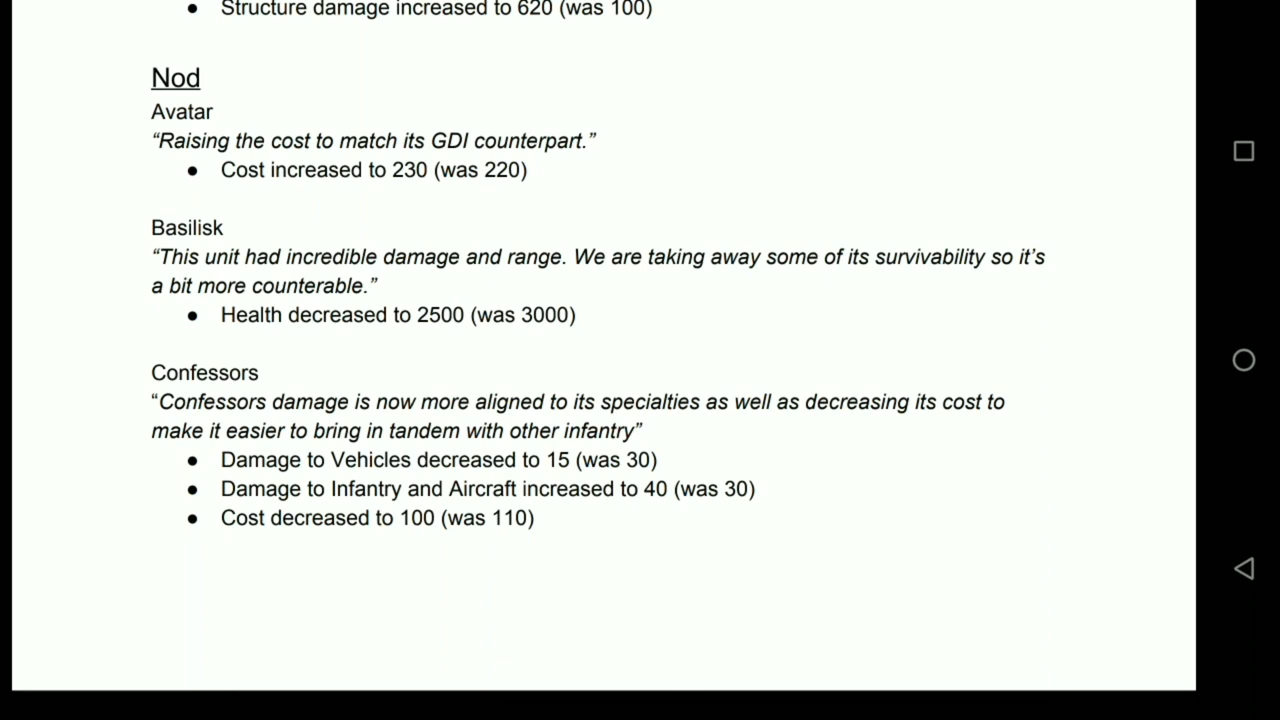 ● Structure damage increased to 620 (was 100)
Nod
Avatar
“Raising the cost to match its GDI counterpart.”
● Cost increased to 230 (was 220)
Basilisk
“This unit had incredible damage and range. We are taking away some of its survivability so it’s
a bit more counterable.”
● Health decreased to 2500 (was 3000)
Confessors
“Confessors damage is now more aligned to its specialties as well as decreasing its cost to
make it easier to bring in tandem with other infantry”
● Damage to Vehicles decreased to 15 (was 30)
● Damage to Infantry and Aircraft increased to 40 (was 30)
● Cost decreased to 100 (was 110)